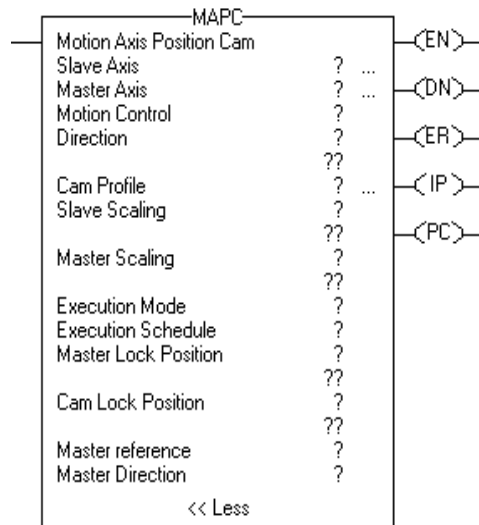 MAPC
Motion Axis Position Cam (EN)
Slave Axis ? ...
Master Axis ? ... (DN)
Motion Control ?
Direction ? (ER)
??
Cam Profile ? ... (IP)
Slave Scaling ?
?? (PC)
Master Scaling ?
??
Execution Mode ?
Execution Schedule ?
Master Lock Position ?
??
Cam Lock Position ?
??
Master reference ?
Master Direction ?
<< Less